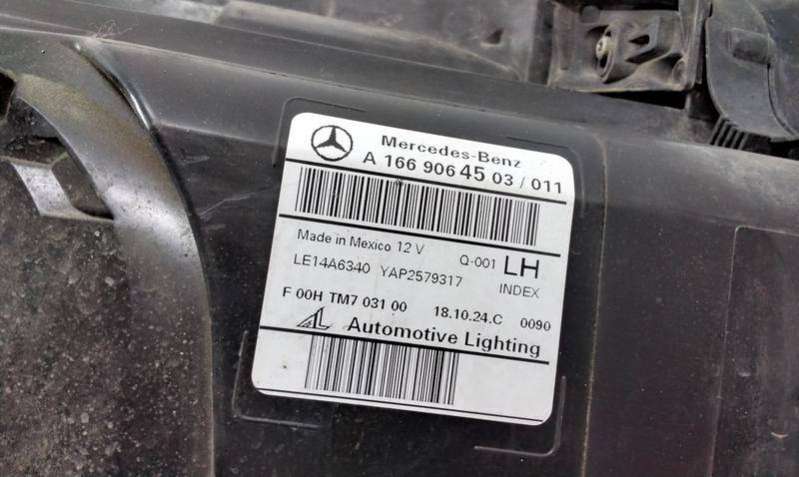 Mercedes-Benz
A 166 906 45 03 / 011
Made in Mexico 12 V Q-001 LH
LE14A6340 YAP2579317 INDEX
F 00H TM7 031 00 18.10.24.C 0090
AL Automotive Lighting